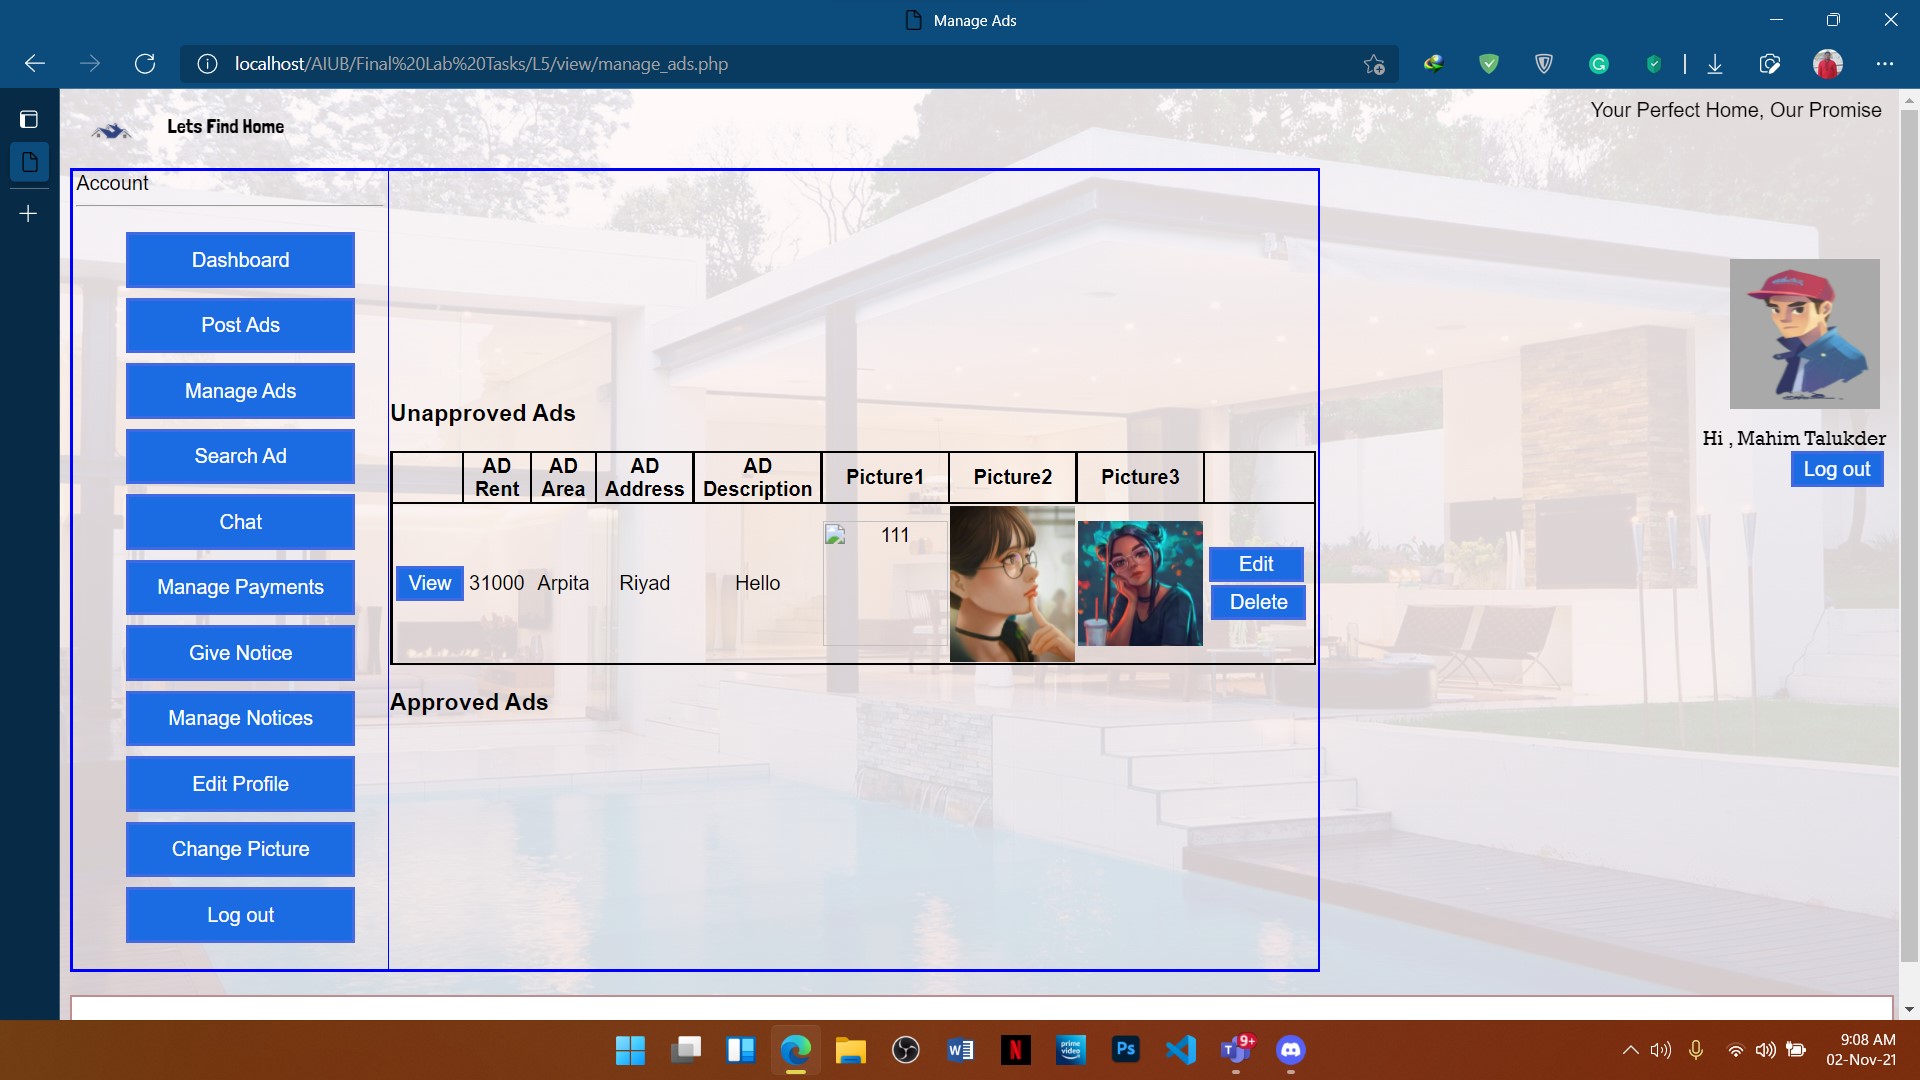 Manage Ads
localhost/AIUB/Final%20Lab%20Tasks/L5/view/manage_ads.php
Your Perfect Home, Our Promise
Lets Find Home
Account
Dashboard
Post Ads
Manage Ads
Search Ad
Chat
Manage Payments
Give Notice
Manage Notices
Edit Profile
Change Picture
Log out
Unapproved Ads
AD Rent AD Area AD Address AD Description Picture1 Picture2 Picture3
View 31000 Arpita Riyad Hello 111 Edit
Delete
Approved Ads
Hi , Mahim Talukder
Log out
W N prime video Ps T 9+
9:08 AM
02-Nov-21